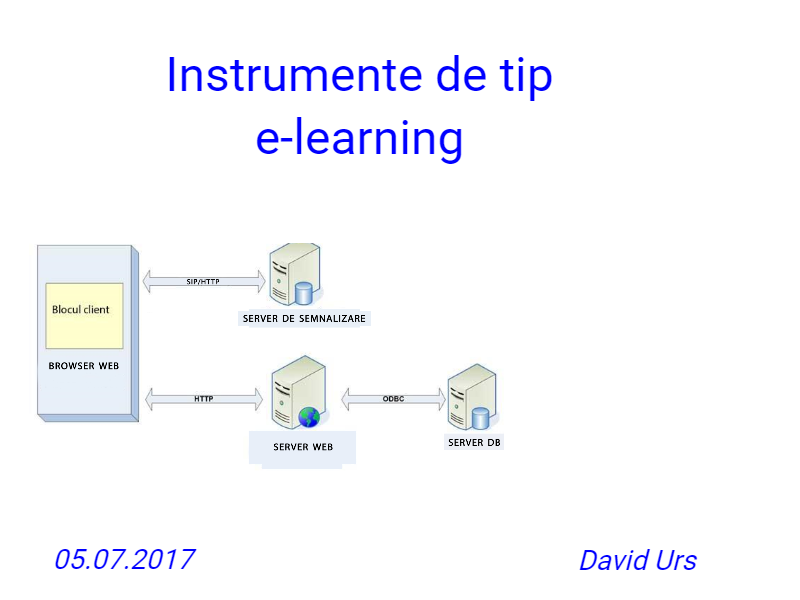 Instrumente de tip
e-learning
SIP/HTTP
Blocul client
SERVER DE SEMNALIZARE
BROWSER WEB
HTTP
ODBC
SERVER WEB
SERVER DB
05.07.2017
David Urs